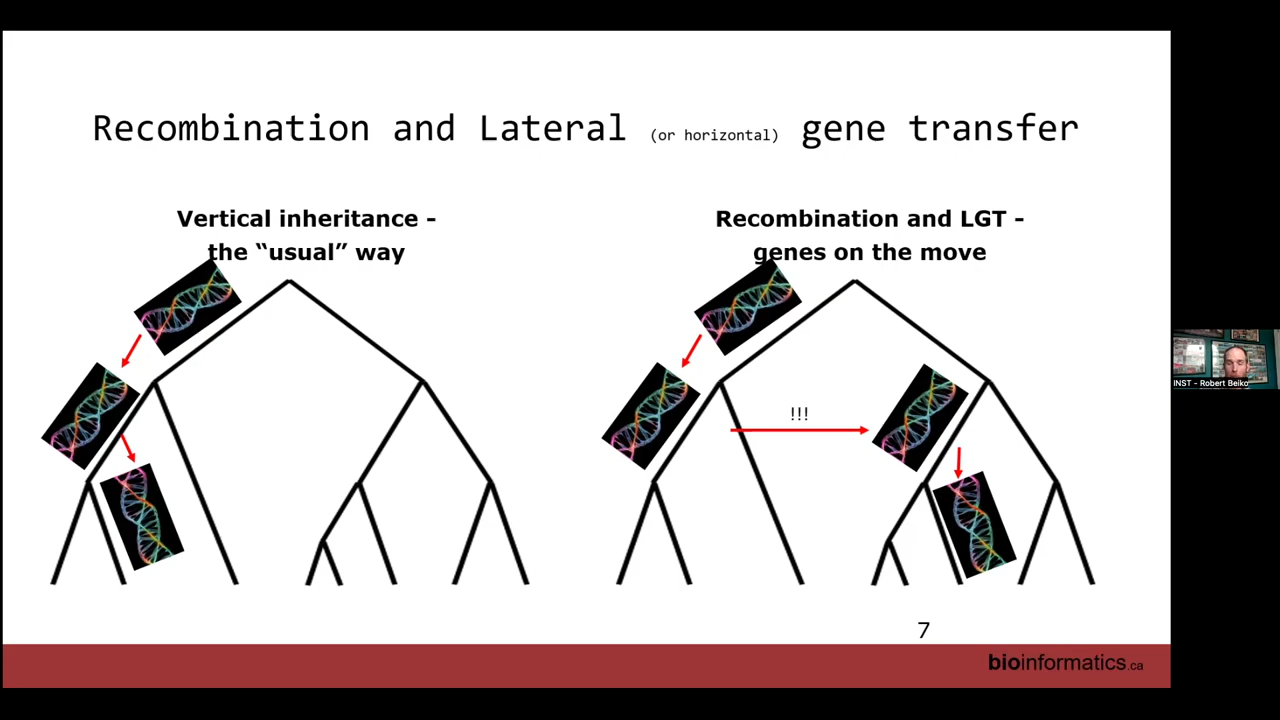 Recombination and Lateral (or horizontal) gene transfer
Vertical inheritance -
the “usual” way
Recombination and LGT -
genes on the move
!!!
INST - Robert Beiko
7
bioinformatics.ca